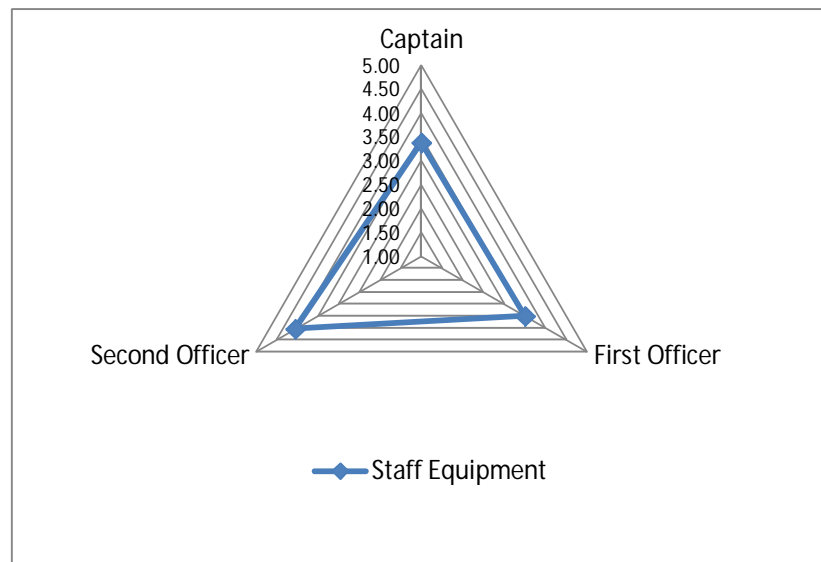 Captain
5.00
4.50
4.00
3.50
3.00
2.50
2.00
1.50
1.00
Second Officer
First Officer
Staff Equipment